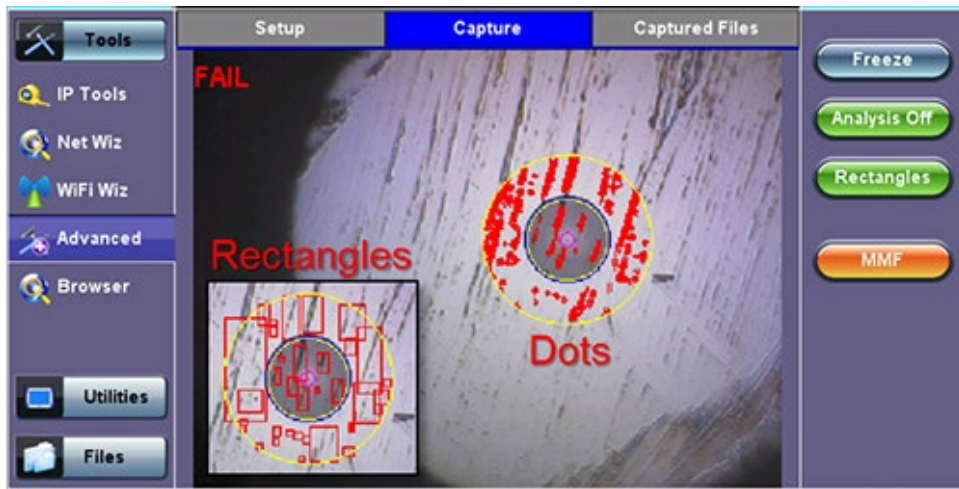 Tools
Setup
Capture
Captured Files
IP Tools
Net Wiz
WiFi Wiz
Advanced
Browser
Utilities
Files
FAIL
Rectangles
Dots
Freeze
Analysis Off
Rectangles
MMF